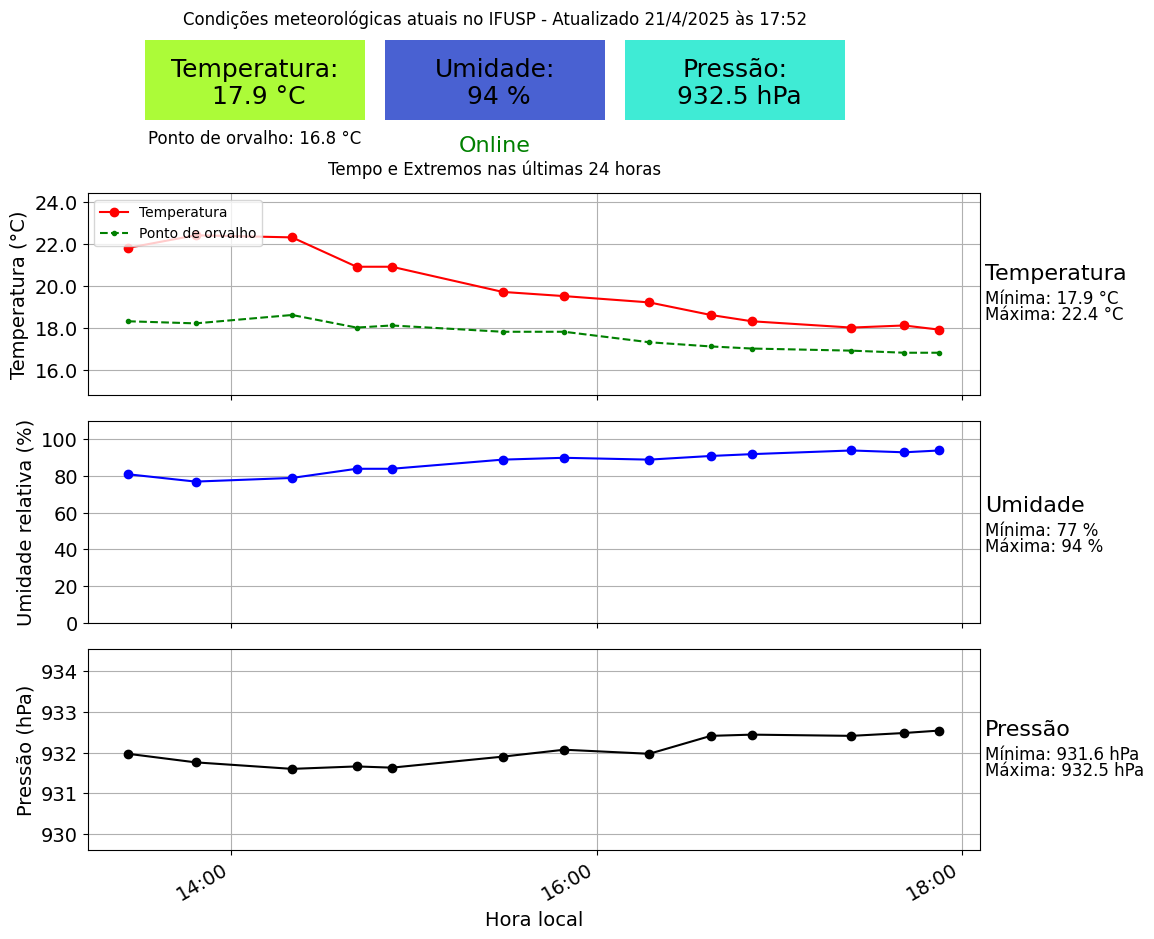 Condições meteorológicas atuais no IFUSP - Atualizado 21/4/2025 às 17:52
Temperatura:
17.9 °C
Umidade:
94 %
Pressão:
932.5 hPa
Ponto de orvalho: 16.8 °C
Online
Tempo e Extremos nas últimas 24 horas
Temperatura (°C)
24.0
22.0
20.0
18.0
16.0
Temperatura
Ponto de orvalho
Temperatura
Mínima: 17.9 °C
Máxima: 22.4 °C
Umidade relativa (%)
100
80
60
40
20
0
Umidade
Mínima: 77 %
Máxima: 94 %
Pressão (hPa)
934
933
932
931
930
Pressão
Mínima: 931.6 hPa
Máxima: 932.5 hPa
14:00
16:00
18:00
Hora local